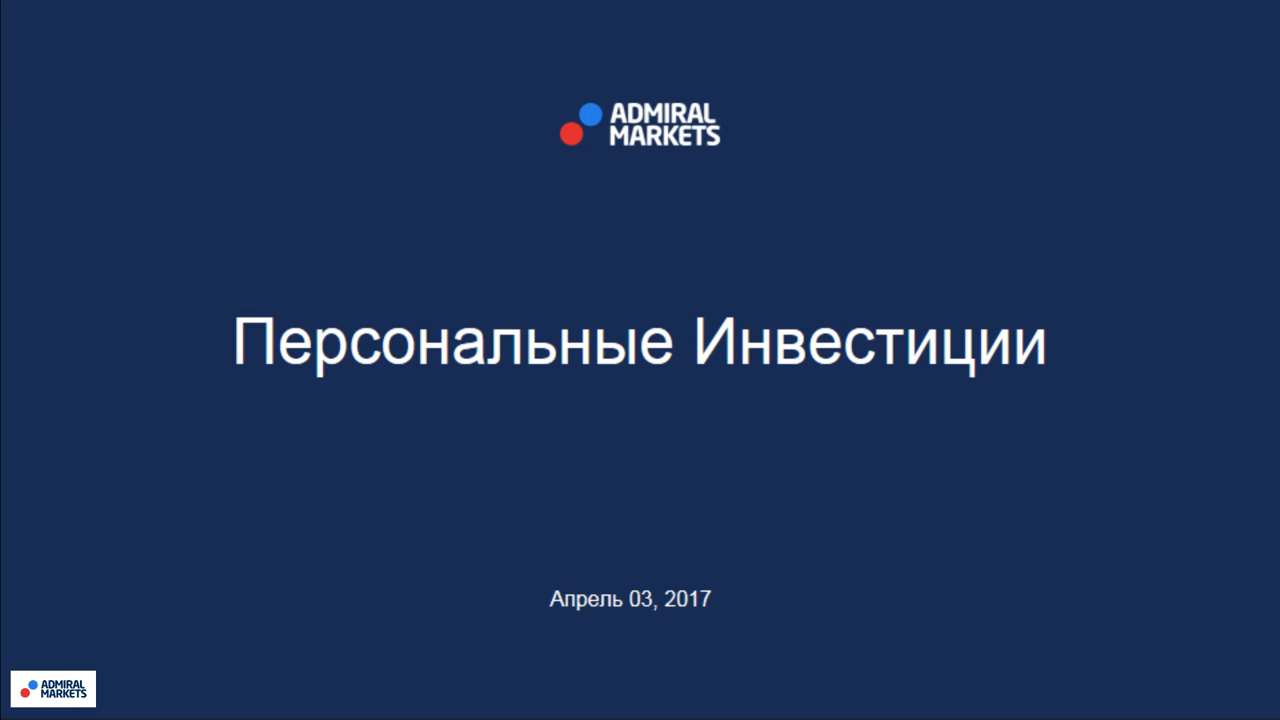 ADMIRAL
MARKETS
Персональные Инвестиции
Апрель 03, 2017
ADMIRAL
MARKETS